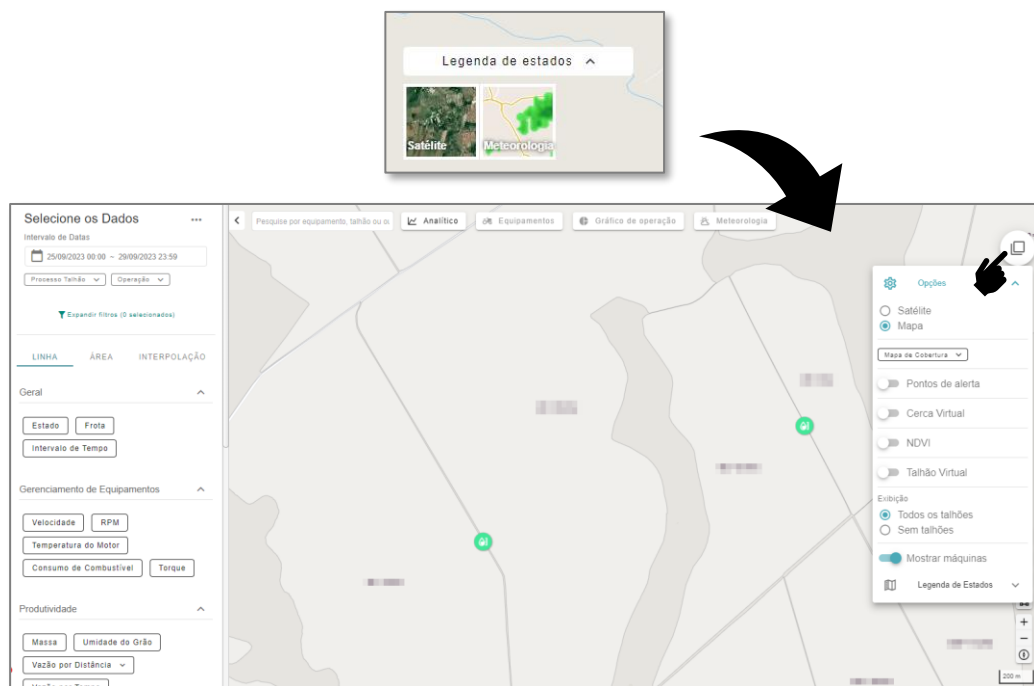 Legenda de estados
Satélite
Meteorologia
Selecione os Dados
Intervalo de Datas
25/09/2023 00:00 ~ 29/09/2023 23:59
Processo Talhão
Operação
Expandir filtros (0 selecionados)
LINHA ÁREA INTERPOLAÇÃO
Geral
Estado
Frota
Intervalo de Tempo
Gerenciamento de Equipamentos
Velocidade
RPM
Temperatura do Motor
Consumo de Combustível
Torque
Produtividade
Massa
Umidade do Grão
Vazão por Distância
Vazão por Tempo
Pesquise por equipamento, talhão ou
Analítico
Equipamentos
Gráfico de operação
Meteorologia
Opções
Satélite
Mapa
Mapa de Cobertura
Pontos de alerta
Cerca Virtual
NDVI
Talhão Virtual
Exibição
Todos os talhões
Sem talhões
Mostrar máquinas
Legenda de Estados
200 m